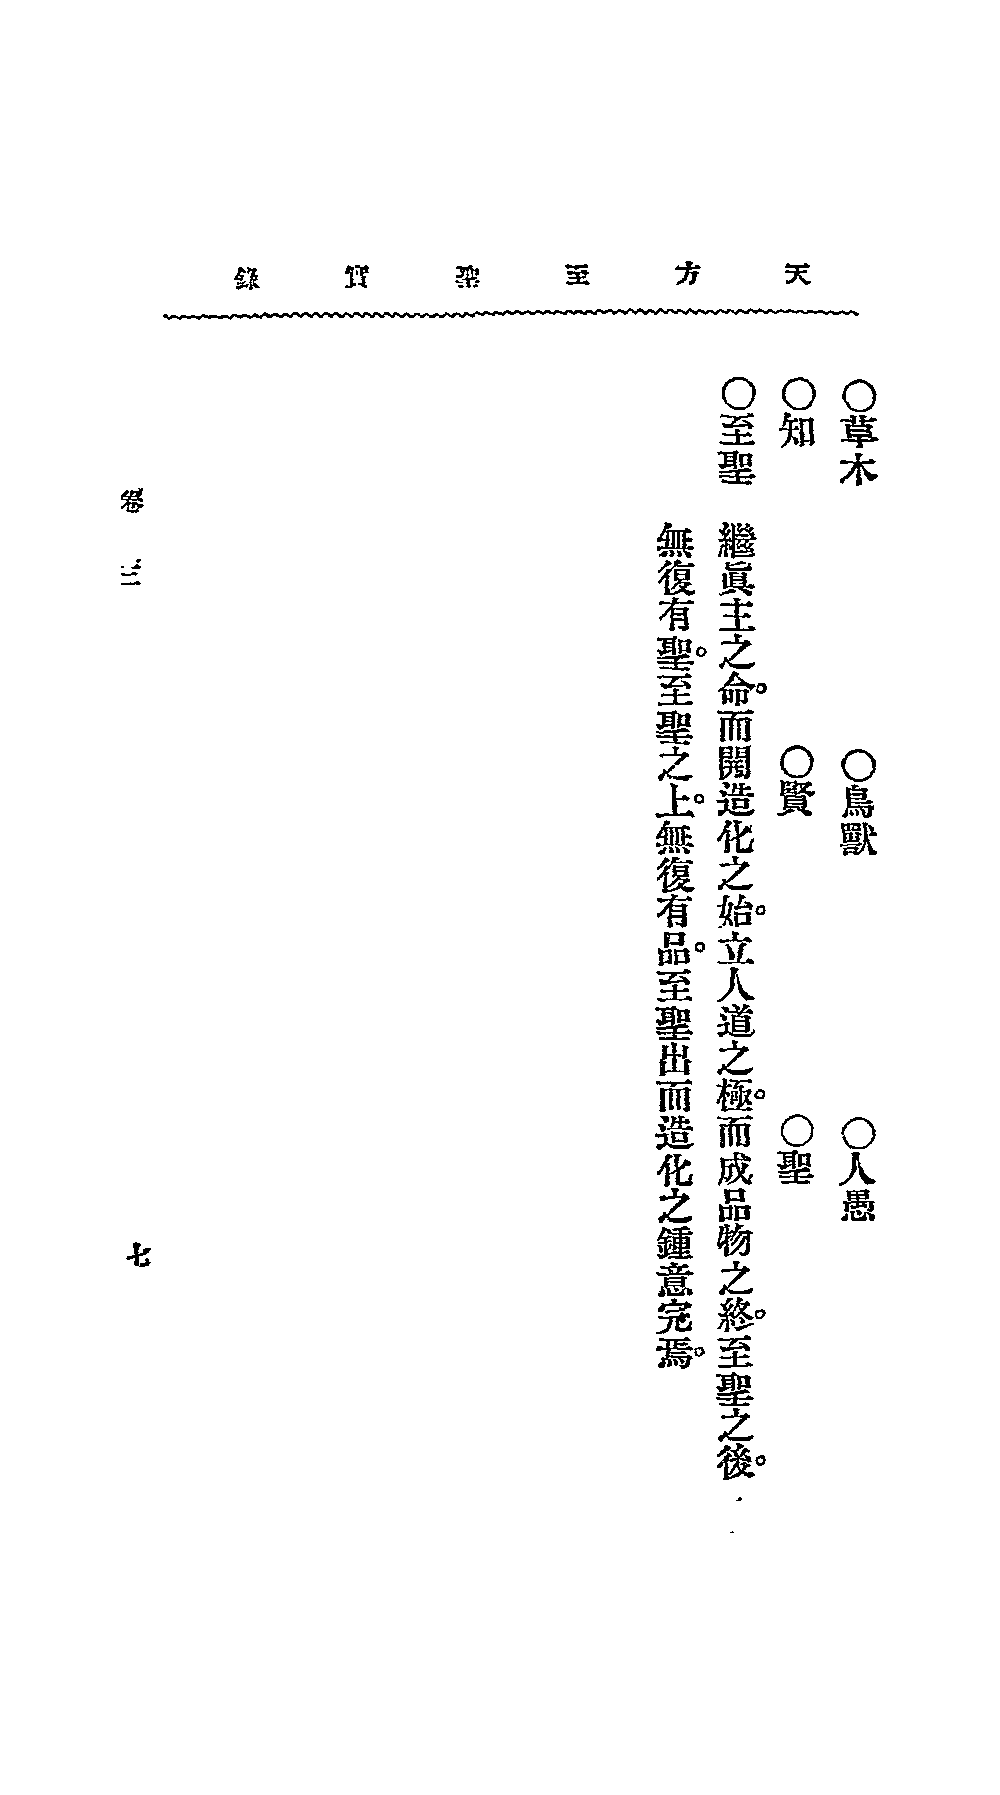 天方至聖實錄
○草木 ○鳥獸 ○人愚
○知 ○賢 ○聖
○至聖 繼眞主之命。而開造化之始。立人道之極。而成品物之終。至聖之後。
無復有聖。至聖之上。無復有品。至聖出而造化之鍾意完焉。
卷三 七